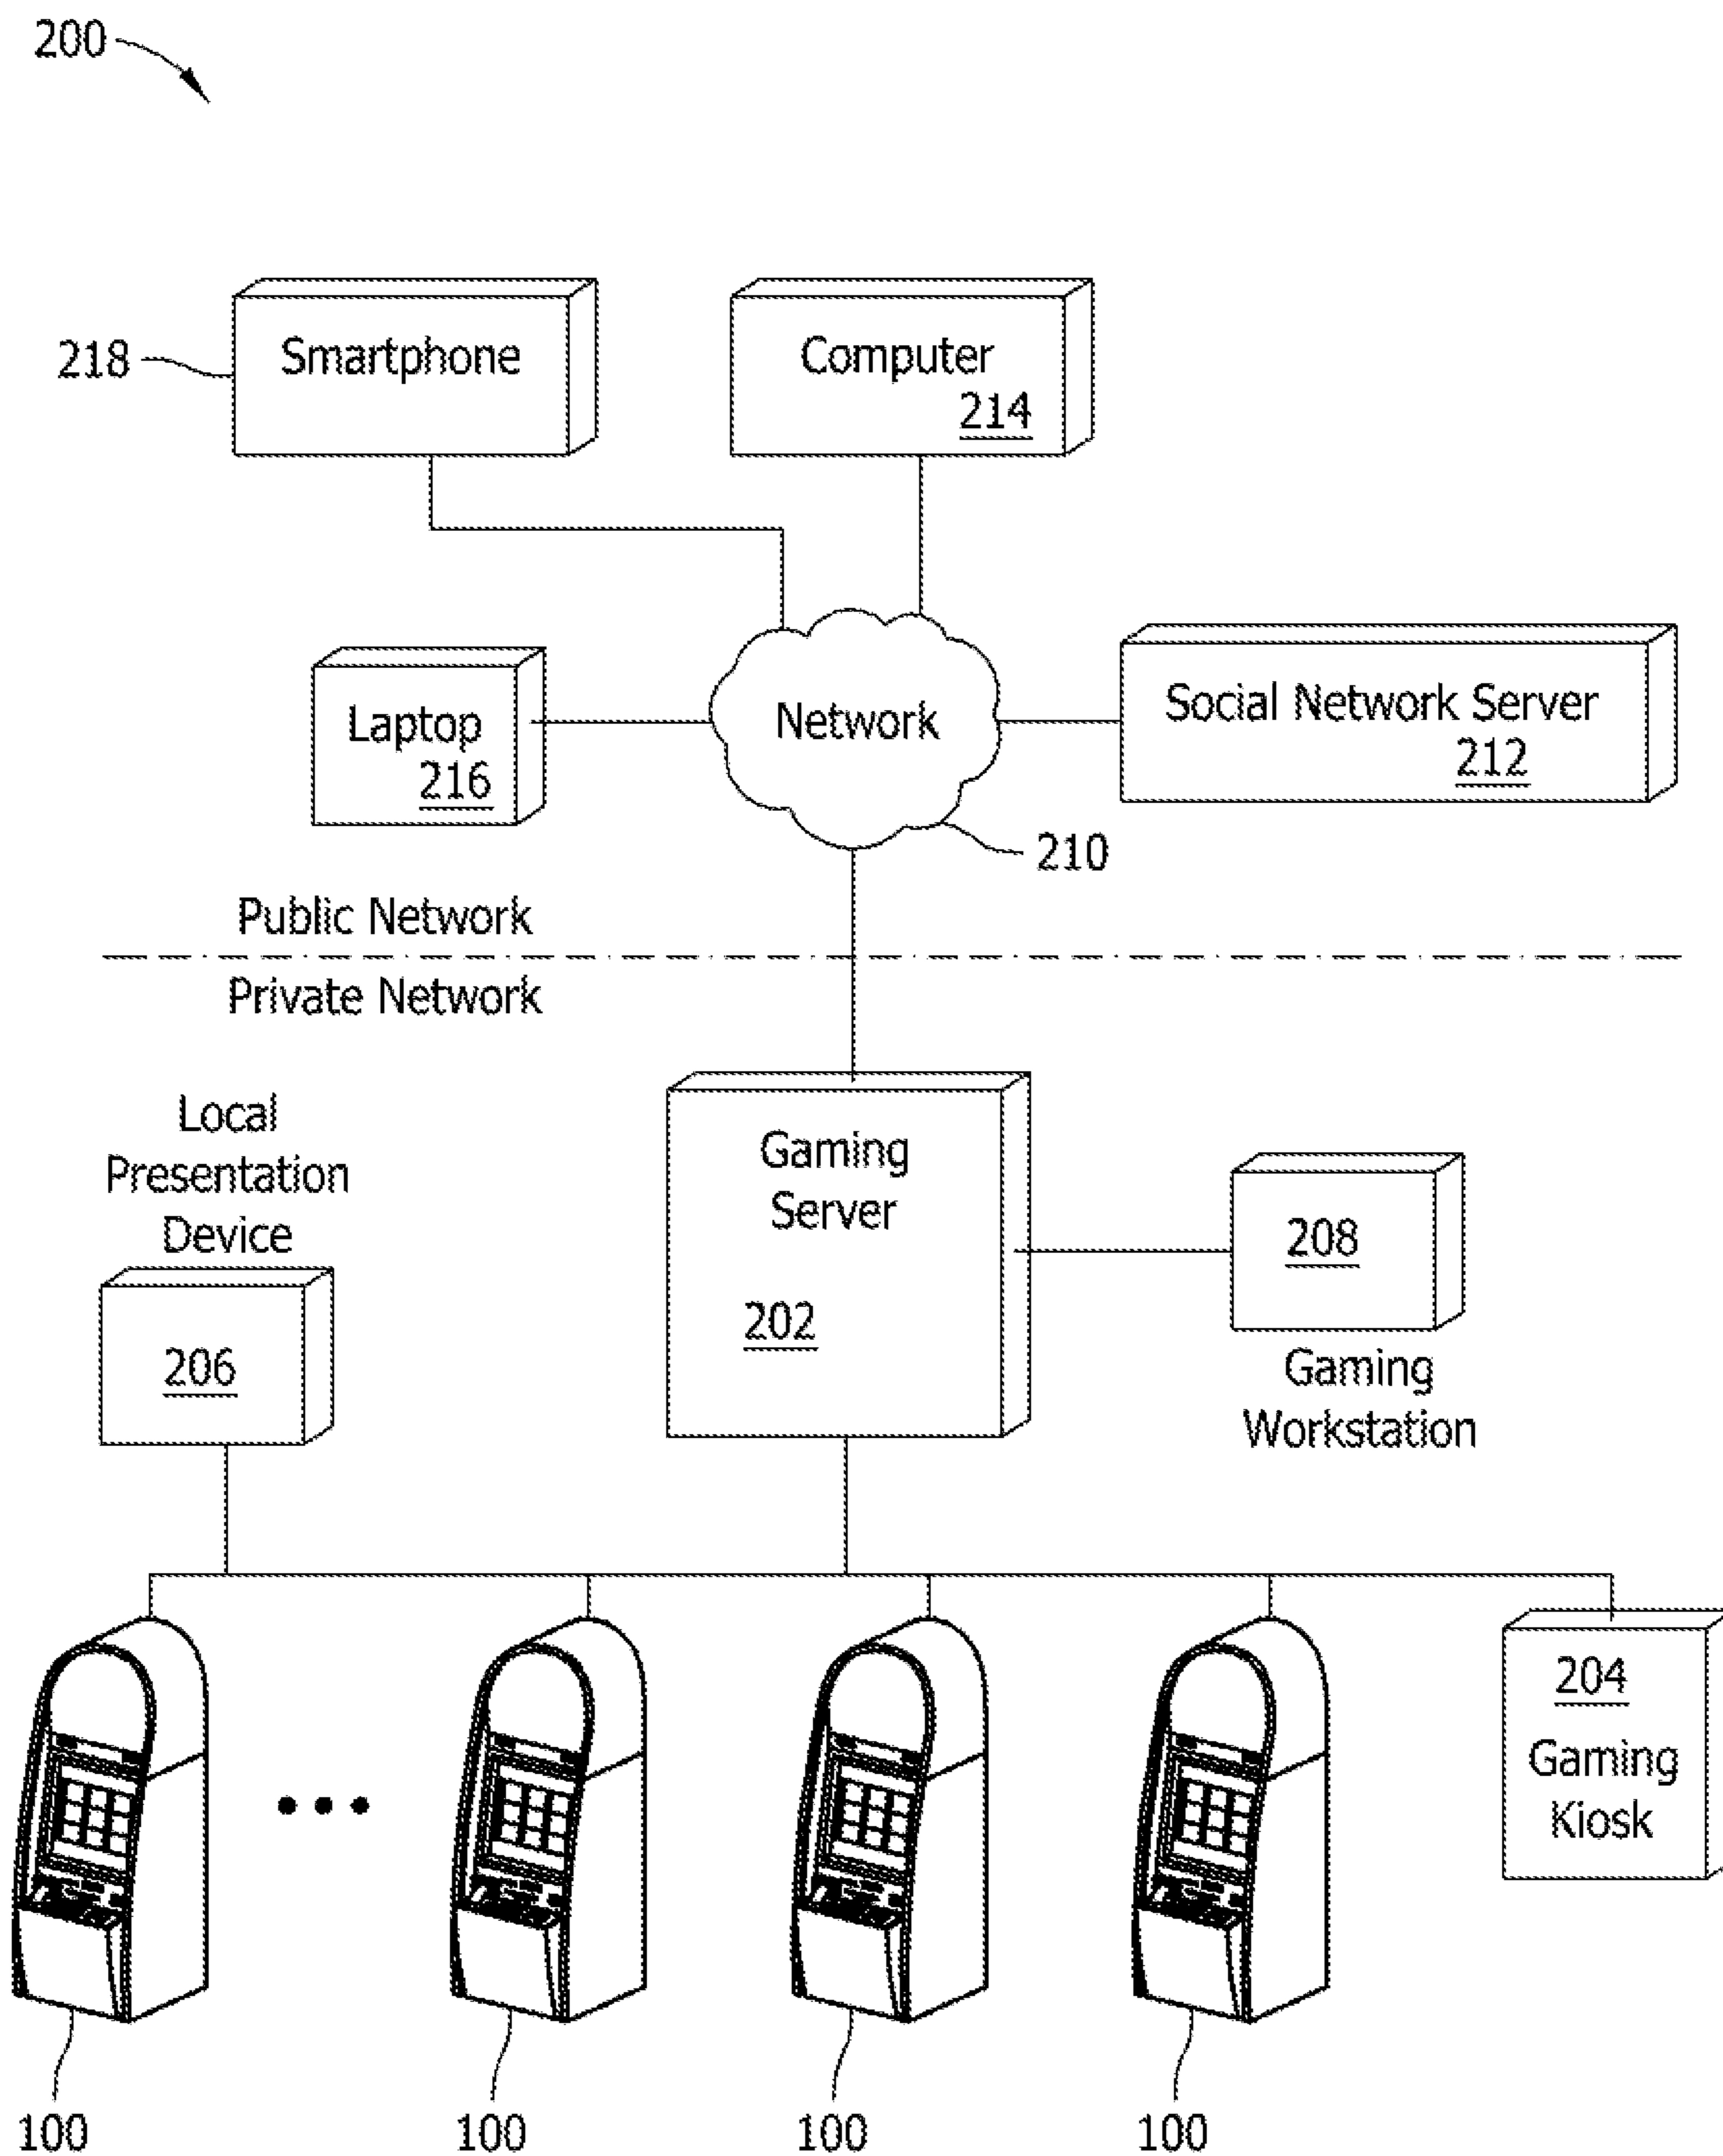 200
Smartphone
218
Computer
214
Laptop
216
Network
Social Network Server
212
210
Public Network
Private Network
Local
Presentation
Device
206
Gaming
Server
202
208
Gaming
Workstation
204
Gaming
Kiosk
100
100
100
100